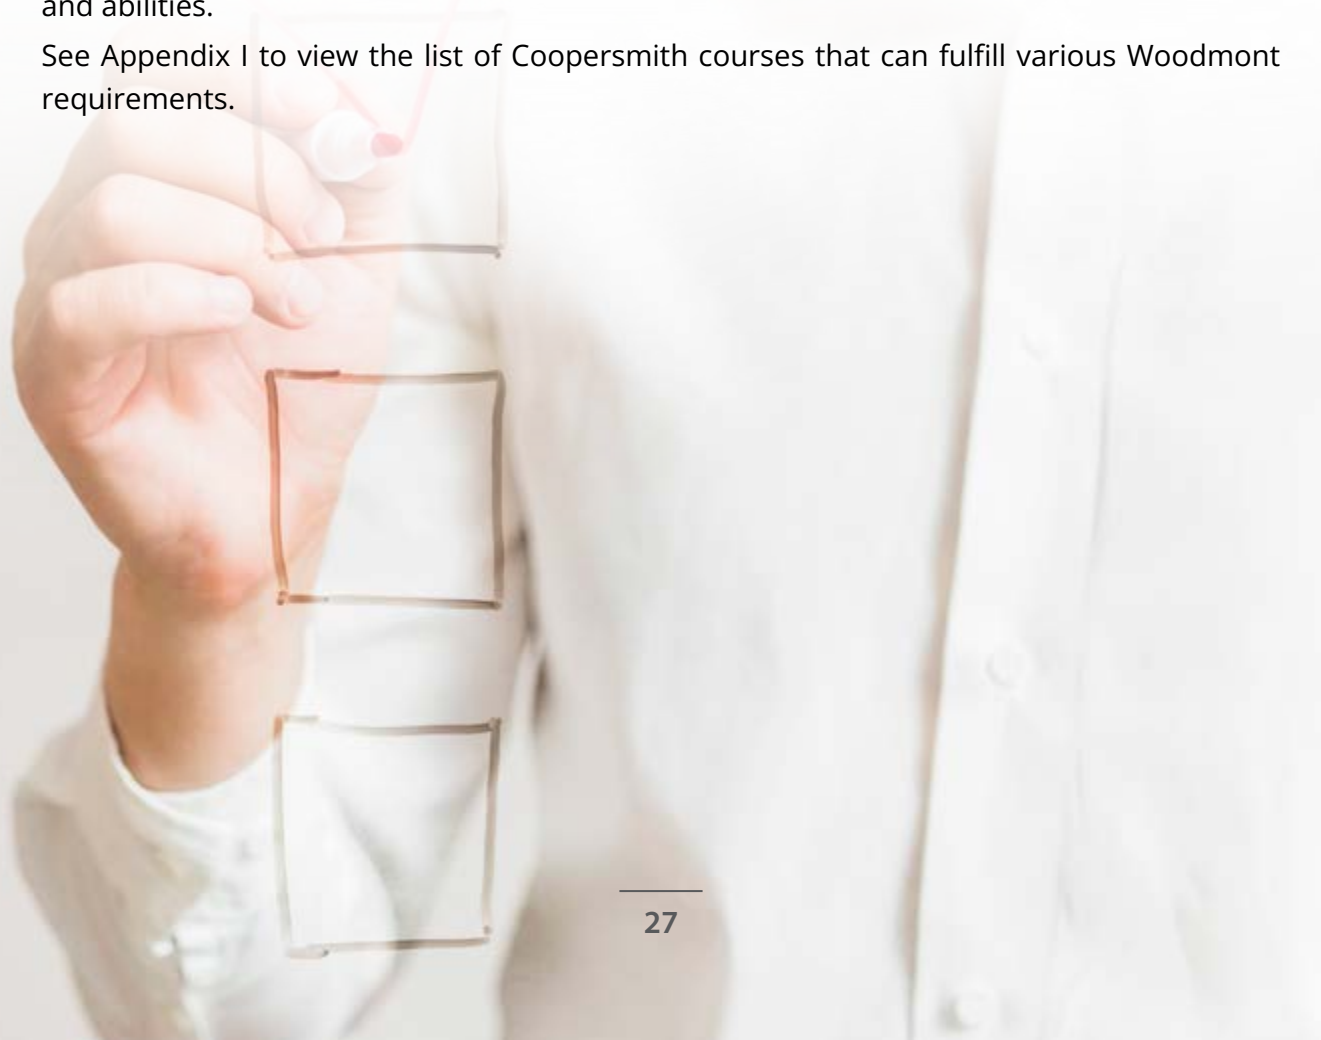 and abilities.
See Appendix I to view the list of Coopersmith courses that can fulfill various Woodmont
requirements.
27